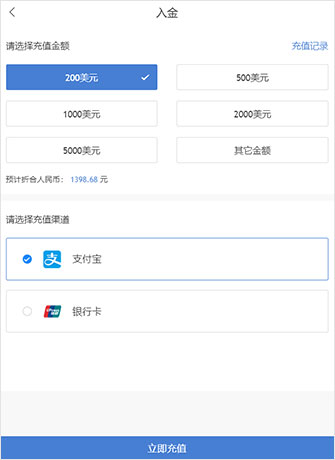 入金
请选择充值金额 充值记录
200美元 500美元
1000美元 2000美元
5000美元 其它金额
预计折合人民币： 1398.68 元
请选择充值渠道
支付宝
银行卡
立即充值